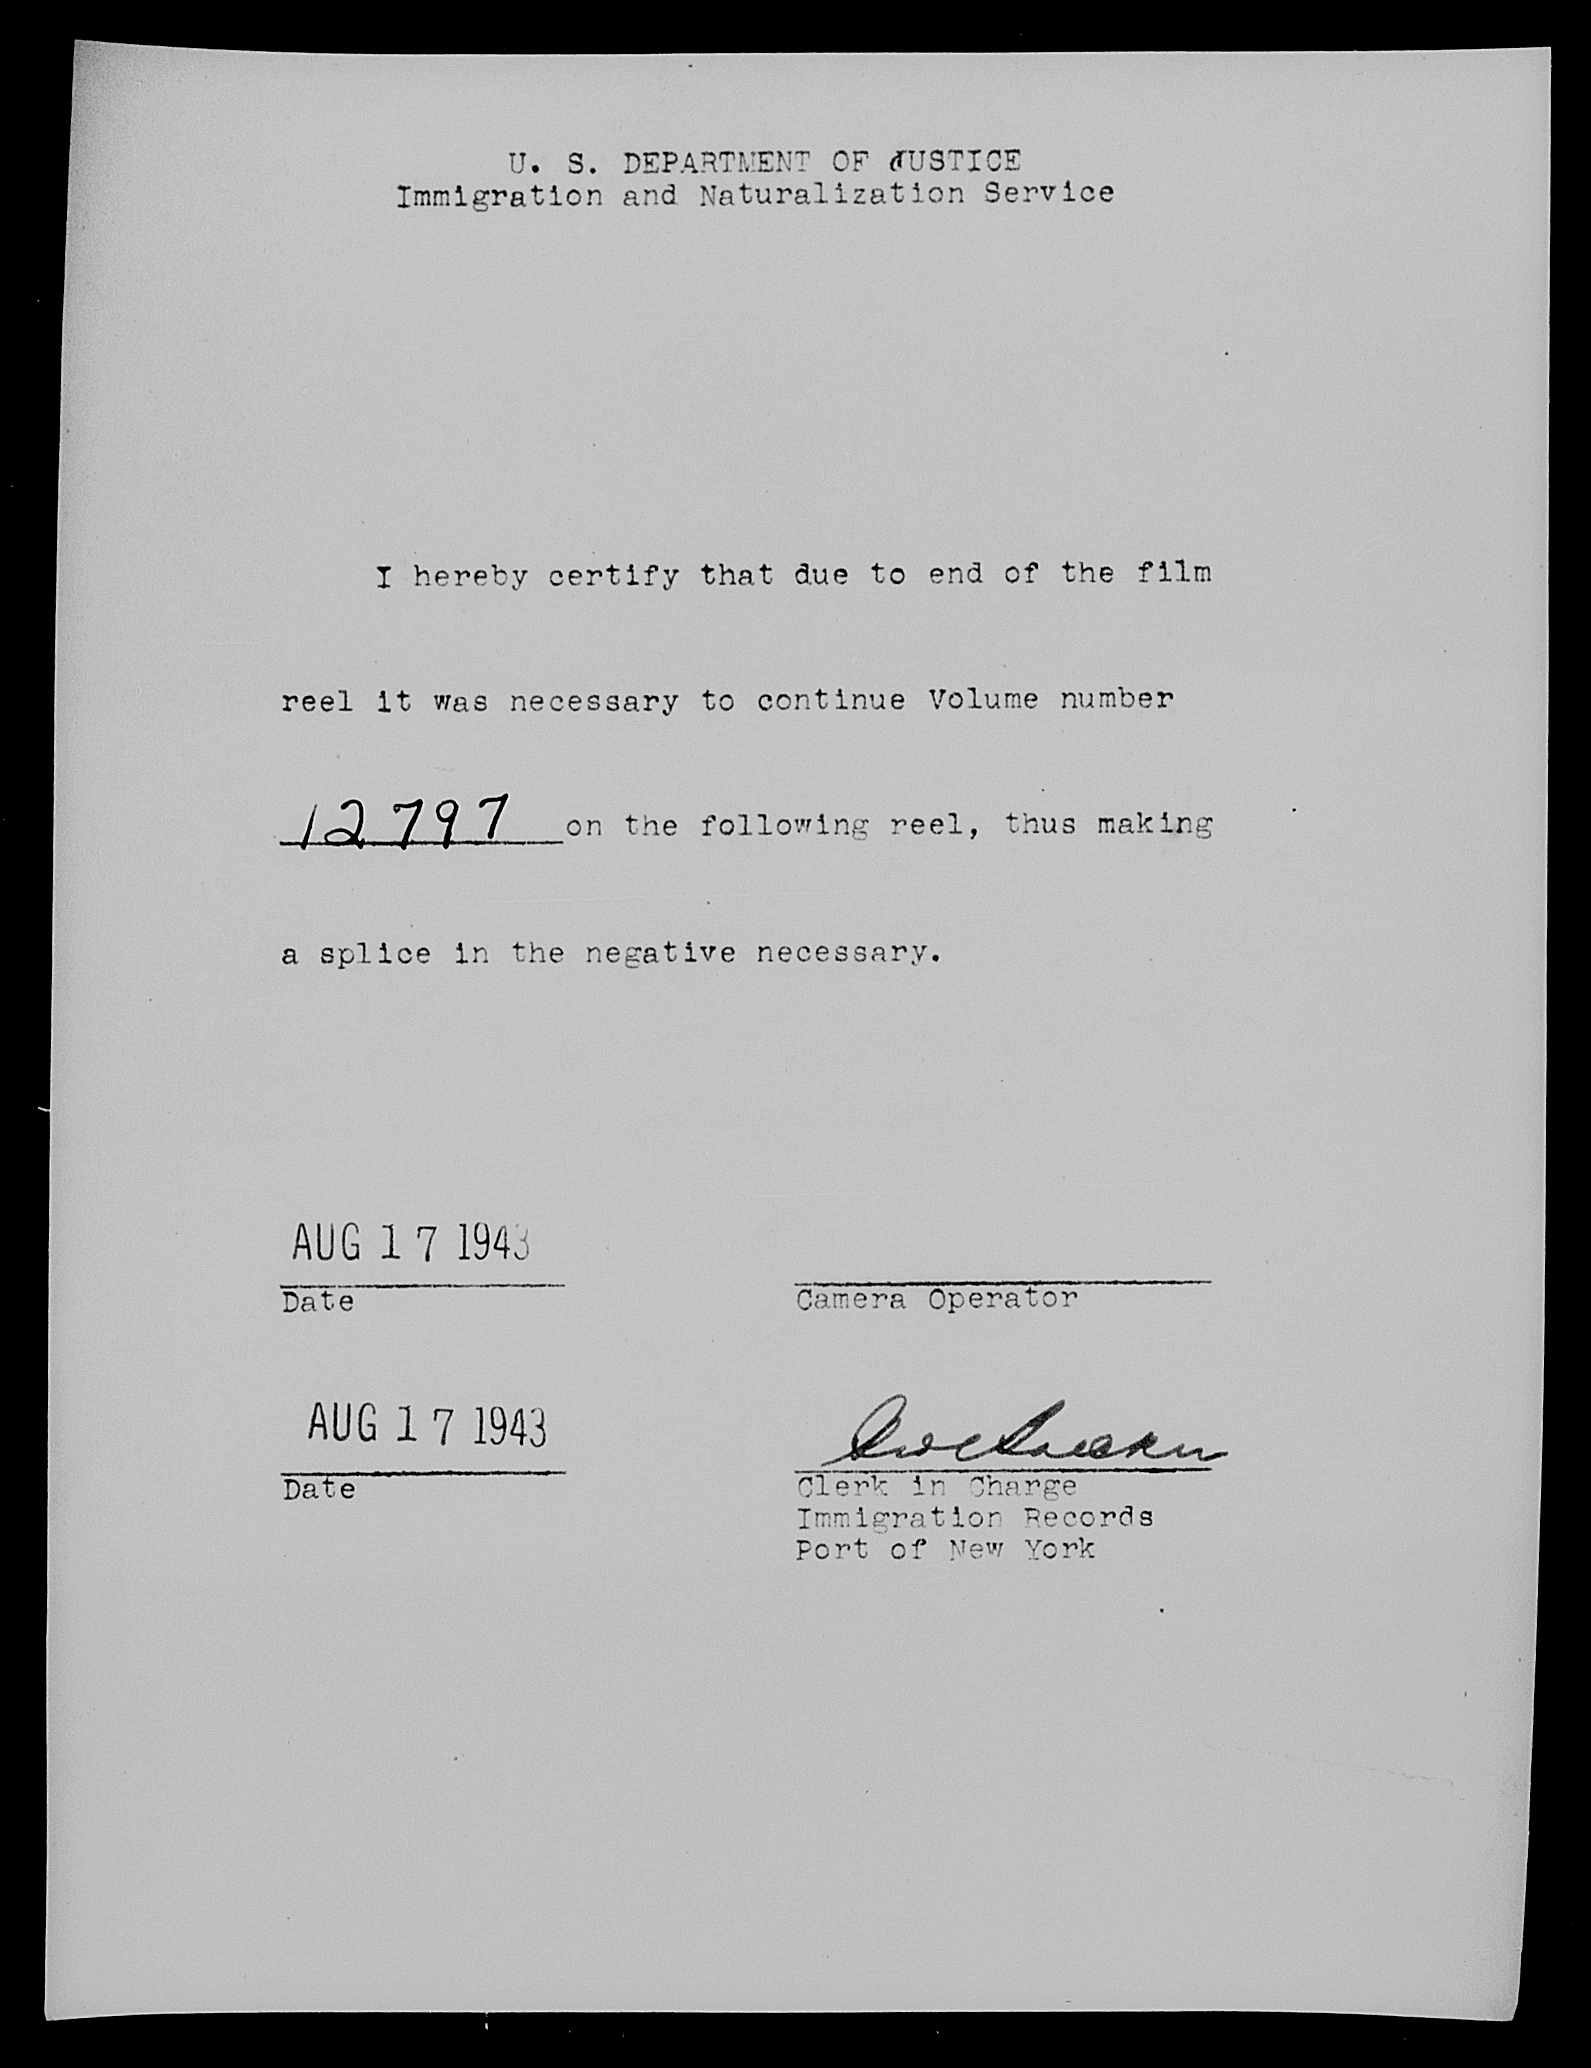 U. S. DEPARTMENT OF JUSTICE
Immigration and Naturalization Service
I hereby certify that due to end of the film
reel it was necessary to continue Volume number
12797 on the following reel, thus making
a splice in the negative necessary.
AUG 17 1943
Date
Camera Operator
AUG 17 1943
Date
Clerk in Charge
Immigration Records
Port of New York